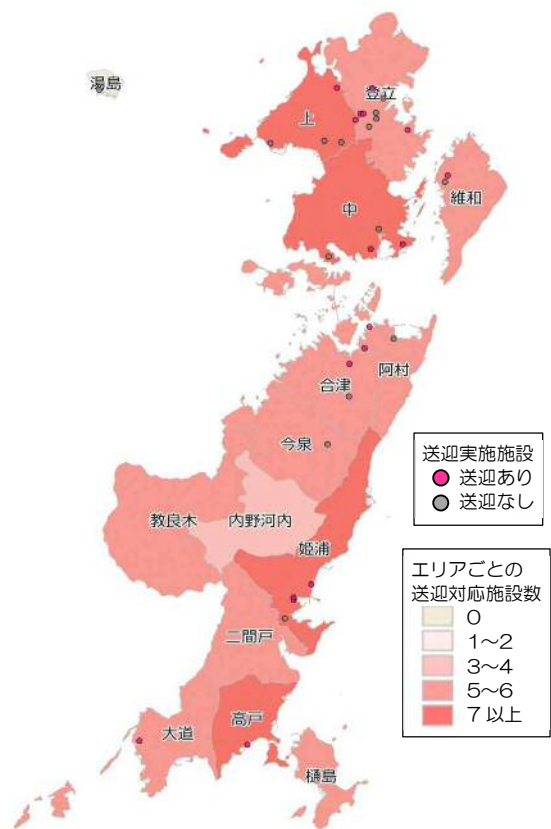 湯島
登立
上
維和
中
阿村
合津
今泉
教良木
内野河内
姫浦
二間戸
大道
高戸
樋島
送迎実施施設
送迎あり
送迎なし
エリアごとの
送迎対応施設数
0
1～2
3～4
5～6
7以上